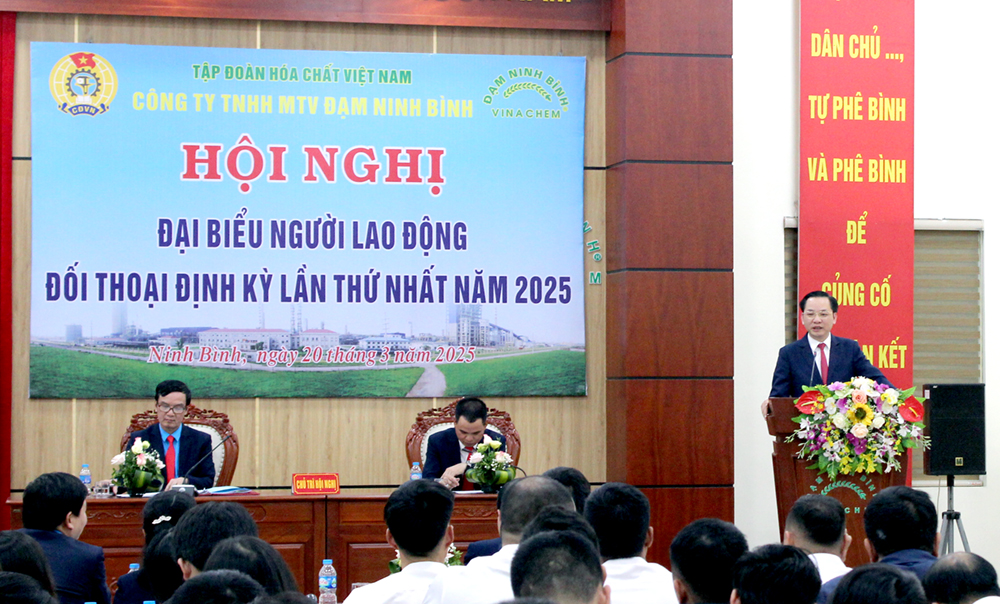 CĐVN
TẬP ĐOÀN HÓA CHẤT VIỆT NAM
CÔNG TY TNHH MTV ĐẠM NINH BÌNH
ĐẠM NINH BÌNH
VINACHEM
HỘI NGHỊ
ĐẠI BIỂU NGƯỜI LAO ĐỘNG
ĐỐI THOẠI ĐỊNH KỲ LẦN THỨ NHẤT NĂM 2025
Ninh Bình, ngày 20 tháng 3 năm 2025
CHỦ TRÌ HỘI NGHỊ
DÂN CHỦ ...,
TỰ PHÊ BÌNH
VÀ PHÊ BÌNH
ĐỂ
CỦNG CỐ
KẾT